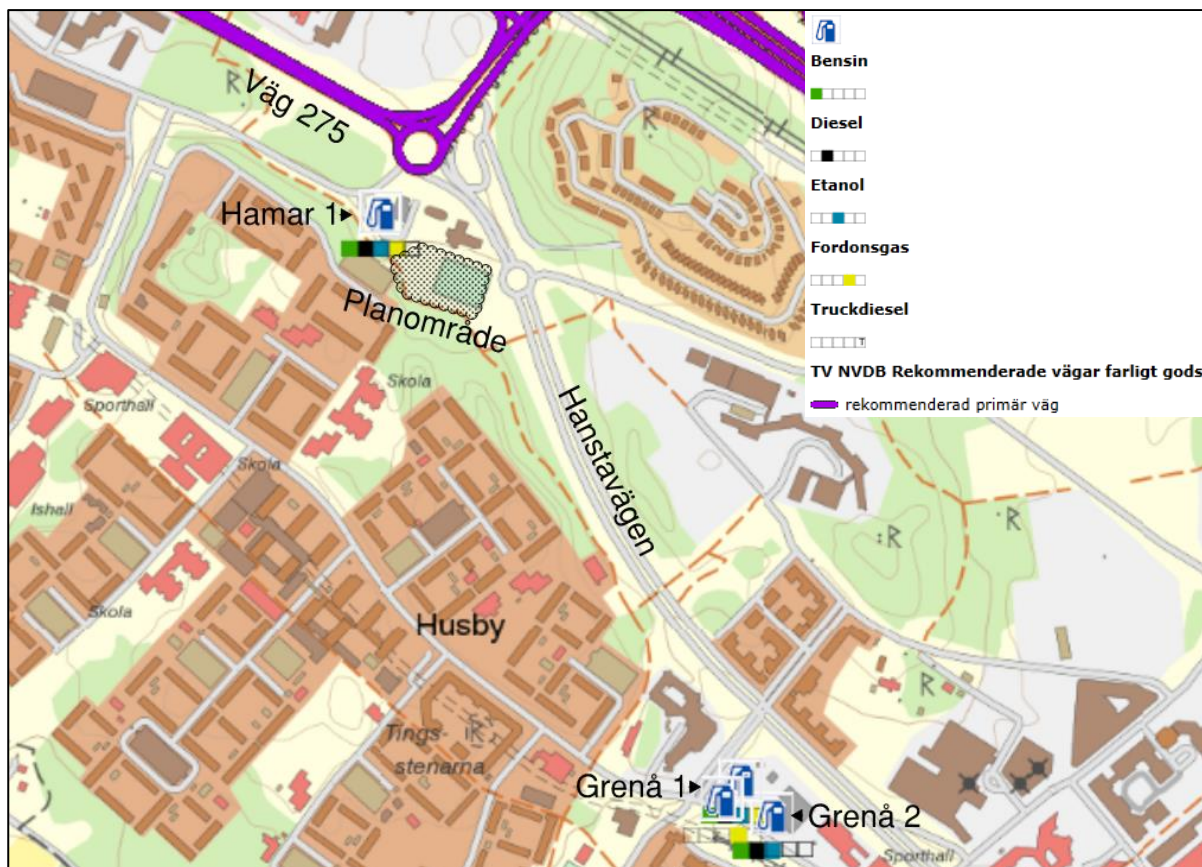 Bensin
Diesel
Etanol
Fordonsgas
Truckdiesel
T
TV NVDB Rekommenderade vägar farligt gods
rekommenderad primär väg
Väg 275
R
R
Hamar 1
Planområde
Skola
Sporthall
Skola
Hanstavägen
Ishall
R
R
Skola
Husby
R
R
Tings-
stenarna
Grenå 1
Grenå 2
Sporthall